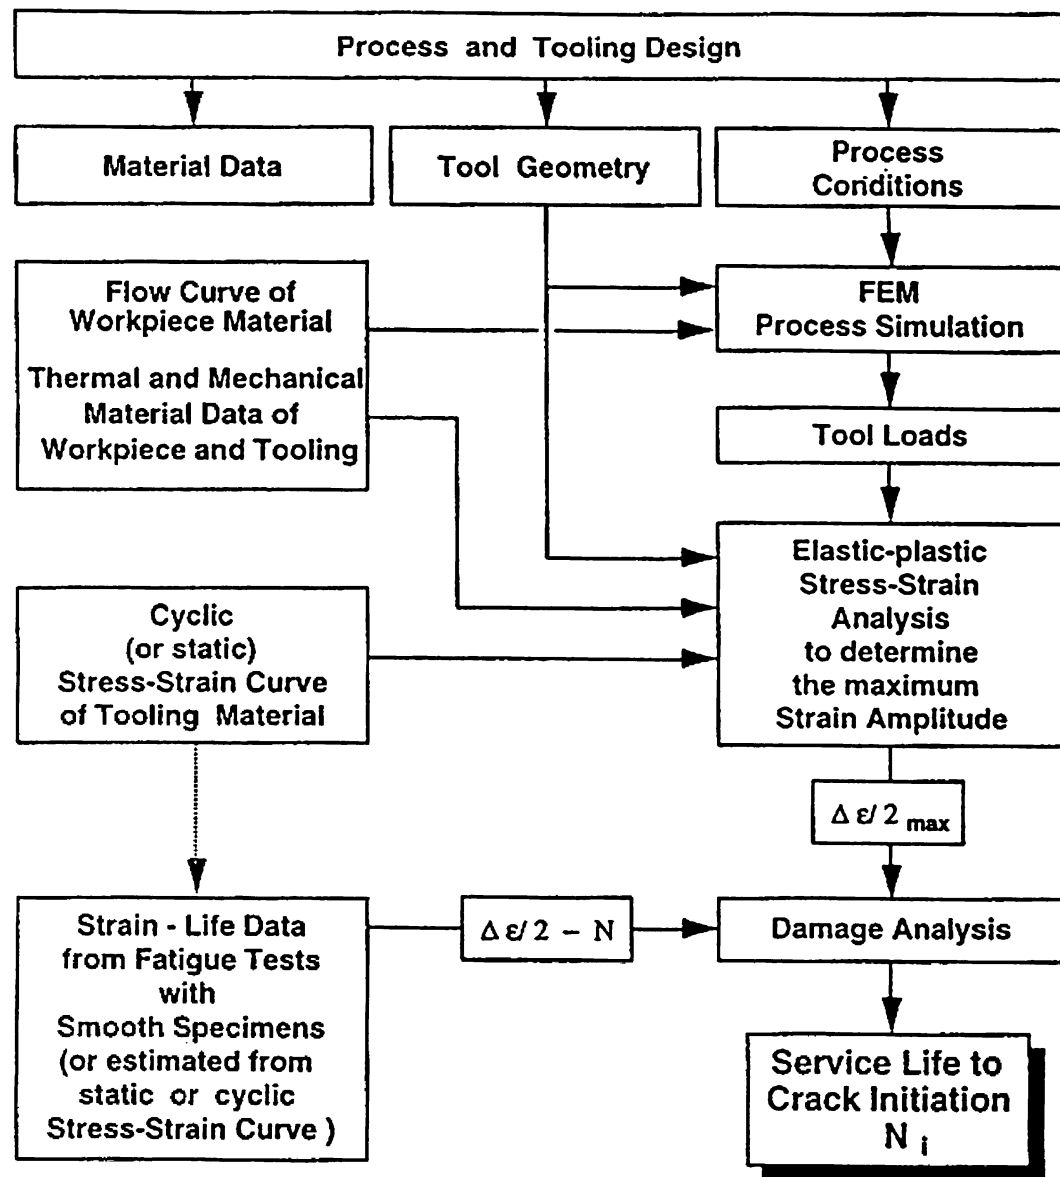 Process and Tooling Design
Material Data
Tool Geometry
Process
Conditions
Flow Curve of
Workpiece Material
Thermal and Mechanical
Material Data of
Workpiece and Tooling
FEM
Process Simulation
Tool Loads
Elastic-plastic
Stress-Strain
Analysis
to determine
the maximum
Strain Amplitude
Cyclic
(or static)
Stress-Strain Curve
of Tooling Material
Δ ε/ 2 max
Strain - Life Data
from Fatigue Tests
with
Smooth Specimens
(or estimated from
static or cyclic
Stress-Strain Curve )
Δ ε/ 2 – N
Damage Analysis
Service Life to
Crack Initiation
N i